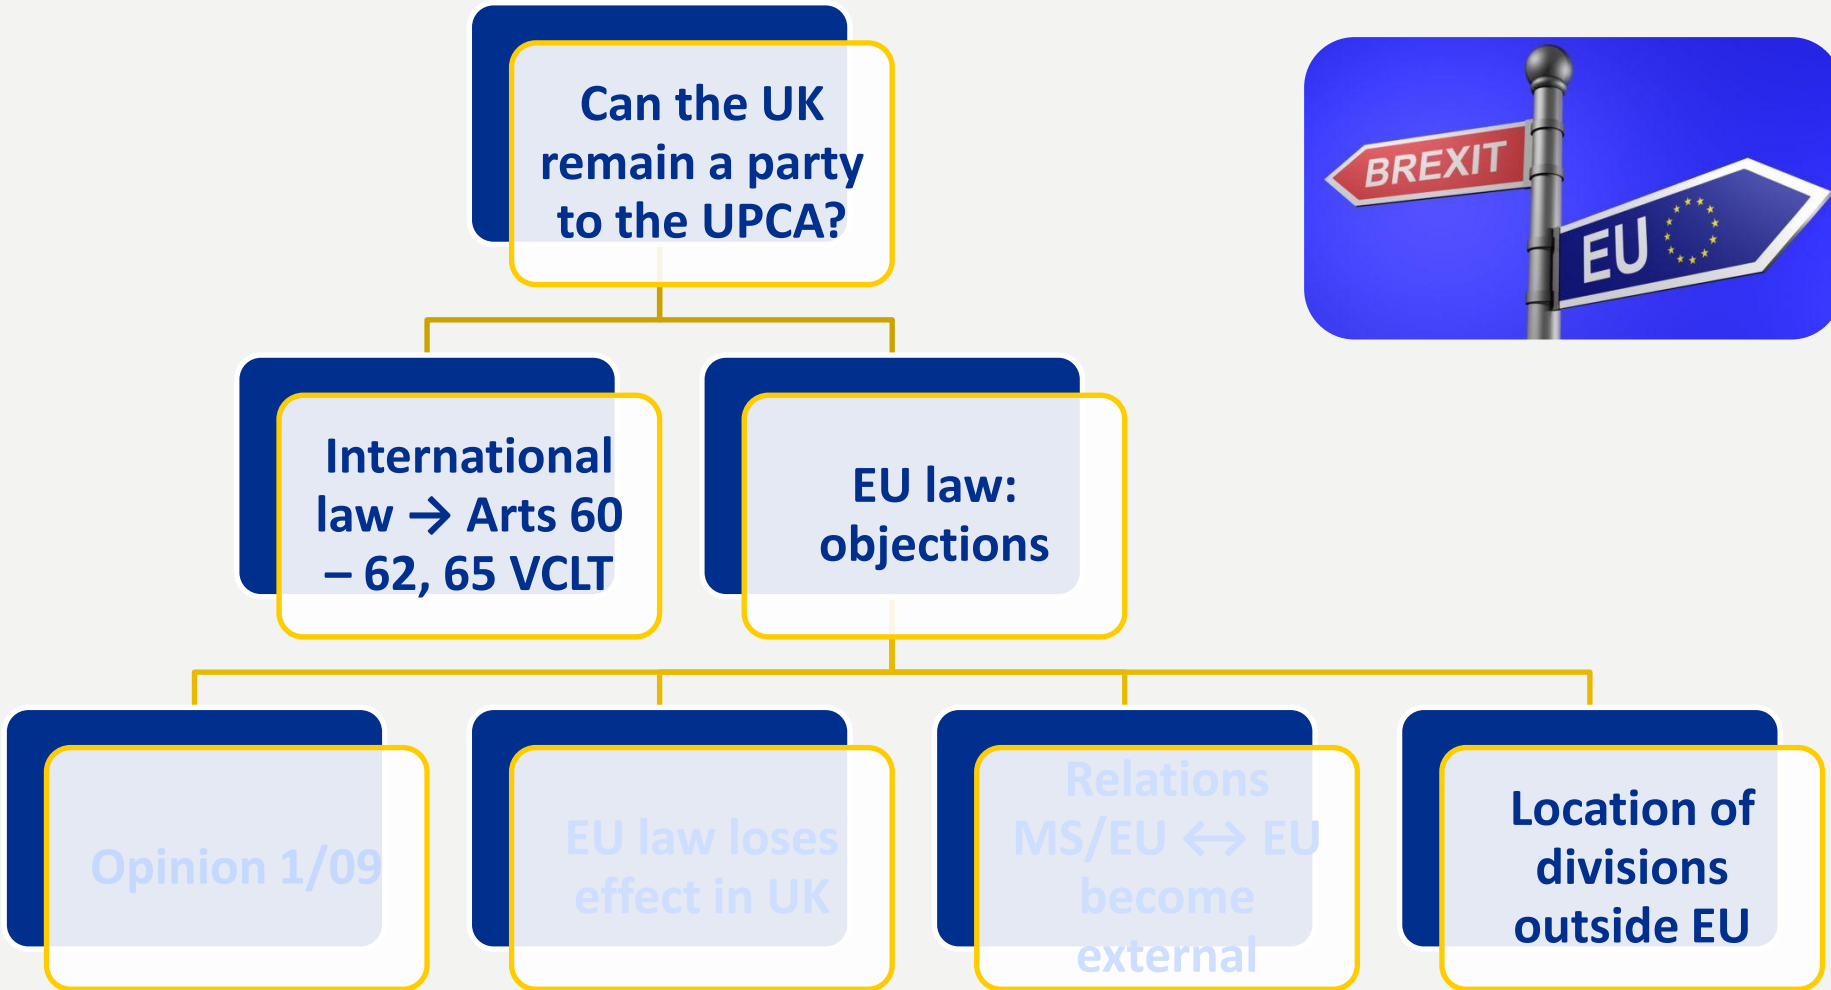 Can the UK
remain a party
to the UPCA?
BREXIT
EU
International
law → Arts 60
– 62, 65 VCLT
EU law:
objections
Opinion 1/09
EU law loses
effect in UK
Relations
MS/EU ↔ EU
become
external
Location of
divisions
outside EU